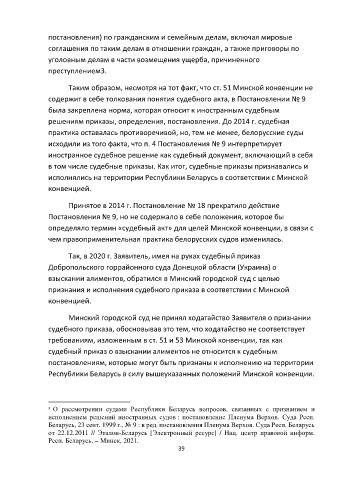 постановления) по гражданским и семейным делам, включая мировые
соглашения по таким делам в отношении граждан, а также приговоры по
уголовным делам в части возмещения ущерба, причиненного
преступлением3.
Таким образом, несмотря на тот факт, что ст. 51 Минской конвенции не
содержит в себе толкования понятия судебного акта, в Постановлении № 9
была закреплена норма, которая относит к иностранным судебным
решениям приказы, определения, постановления. До 2014 г. судебная
практика оставалась противоречивой, но, тем не менее, белорусские суды
исходили из того факта, что п. 4 Постановления № 9 интерпретирует
иностранное судебное решение как судебный документ, включающий в себя
в том числе судебные приказы. Как итог, судебные приказы признавались и
исполнялись на территории Республики Беларусь в соответствии с Минской
конвенцией.
Принятое в 2014 г. Постановление № 18 прекратило действие
Постановления № 9, но не содержало в себе положения, которое бы
определяло термин «судебный акт» для целей Минской конвенции, в связи с
чем правоприменительная практика белорусских судов изменилась.
Так, в 2020 г. Заявитель, имея на руках судебный приказ
Добропольского горрайонного суда Донецкой области (Украина) о
взыскании алиментов, обратился в Минский городской суд с целью
признания и исполнения судебного приказа в соответствии с Минской
конвенцией.
Минский городской суд не принял ходатайство Заявителя о признании
судебного приказа, обосновывая это тем, что ходатайство не соответствует
требованиям, изложенным в ст. 51 и 53 Минской конвенции, так как
судебный приказ о взыскании алиментов не относится к судебным
постановлениям, которые могут быть признаны к исполнению на территории
Республики Беларусь в силу вышеуказанных положений Минской конвенции.
³ О рассмотрении судами Республики Беларусь вопросов, связанных с признанием и
исполнением решений иностранных судов : постановление Пленума Верхов. Суда Респ.
Беларусь, 23 сент. 1999 г., № 9 : в ред. постановления Пленума Верхов. Суда Респ. Беларусь
от 22.12.2011 // Эталон-Беларусь [Электронный ресурс] / Нац. центр правовой информ.
Респ. Беларусь. – Минск, 2021.
39